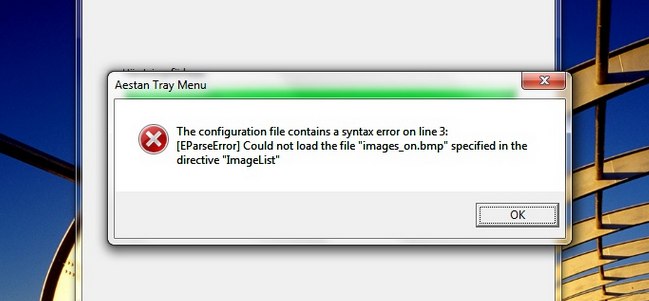 Aestan Tray Menu
The configuration file contains a syntax error on line 3:
[EParseError] Could not load the file "images_on.bmp" specified in the
directive "ImageList"
OK